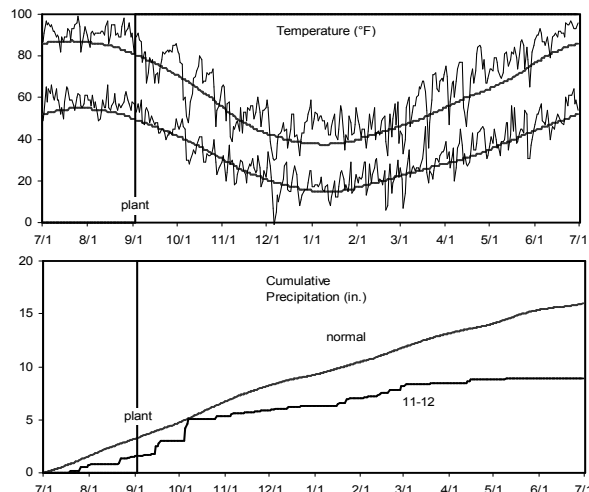 Temperature (°F)
100
80
60
40
20
0
plant
7/1 8/1 9/1 10/1 11/1 12/1 1/1 2/1 3/1 4/1 5/1 6/1 7/1
Cumulative
Precipitation (in.)
20
15
10
5
0
normal
plant
11-12
7/1 8/1 9/1 10/1 11/1 12/1 1/1 2/1 3/1 4/1 5/1 6/1 7/1